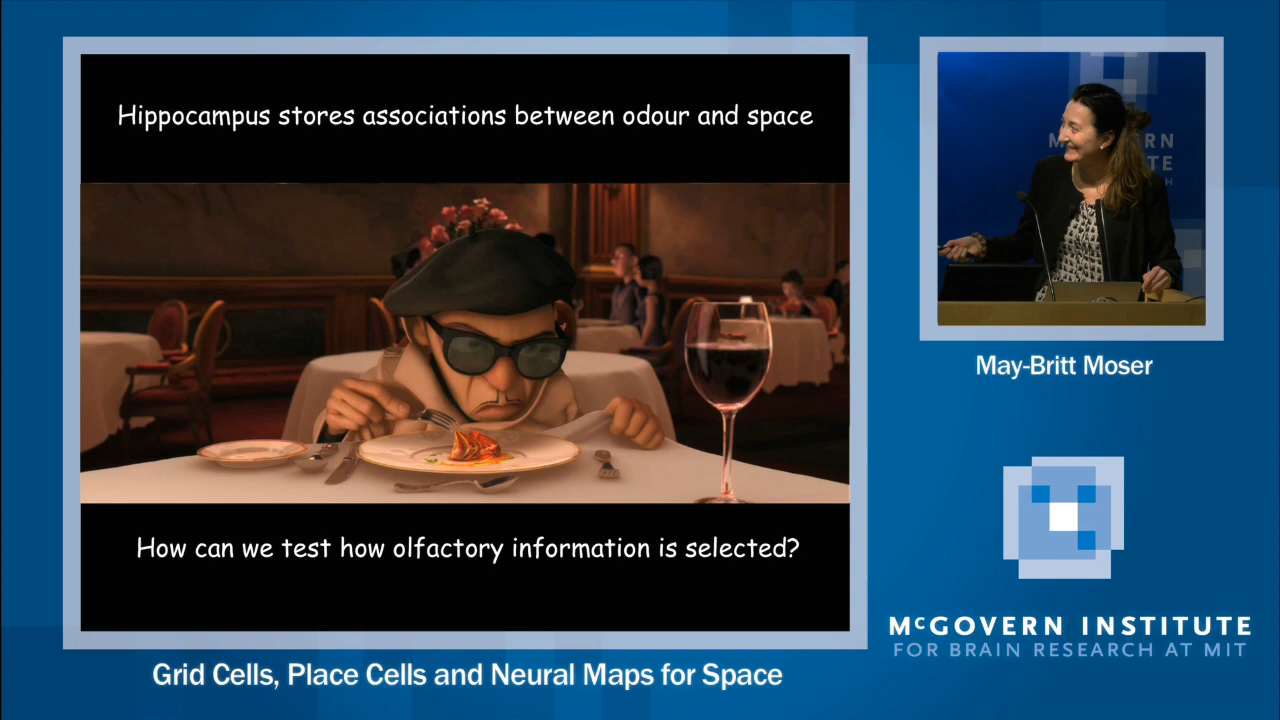 Hippocampus stores associations between odour and space
How can we test how olfactory information is selected?
Grid Cells, Place Cells and Neural Maps for Space
May-Britt Moser
McGOVERN INSTITUTE
FOR BRAIN RESEARCH AT MIT